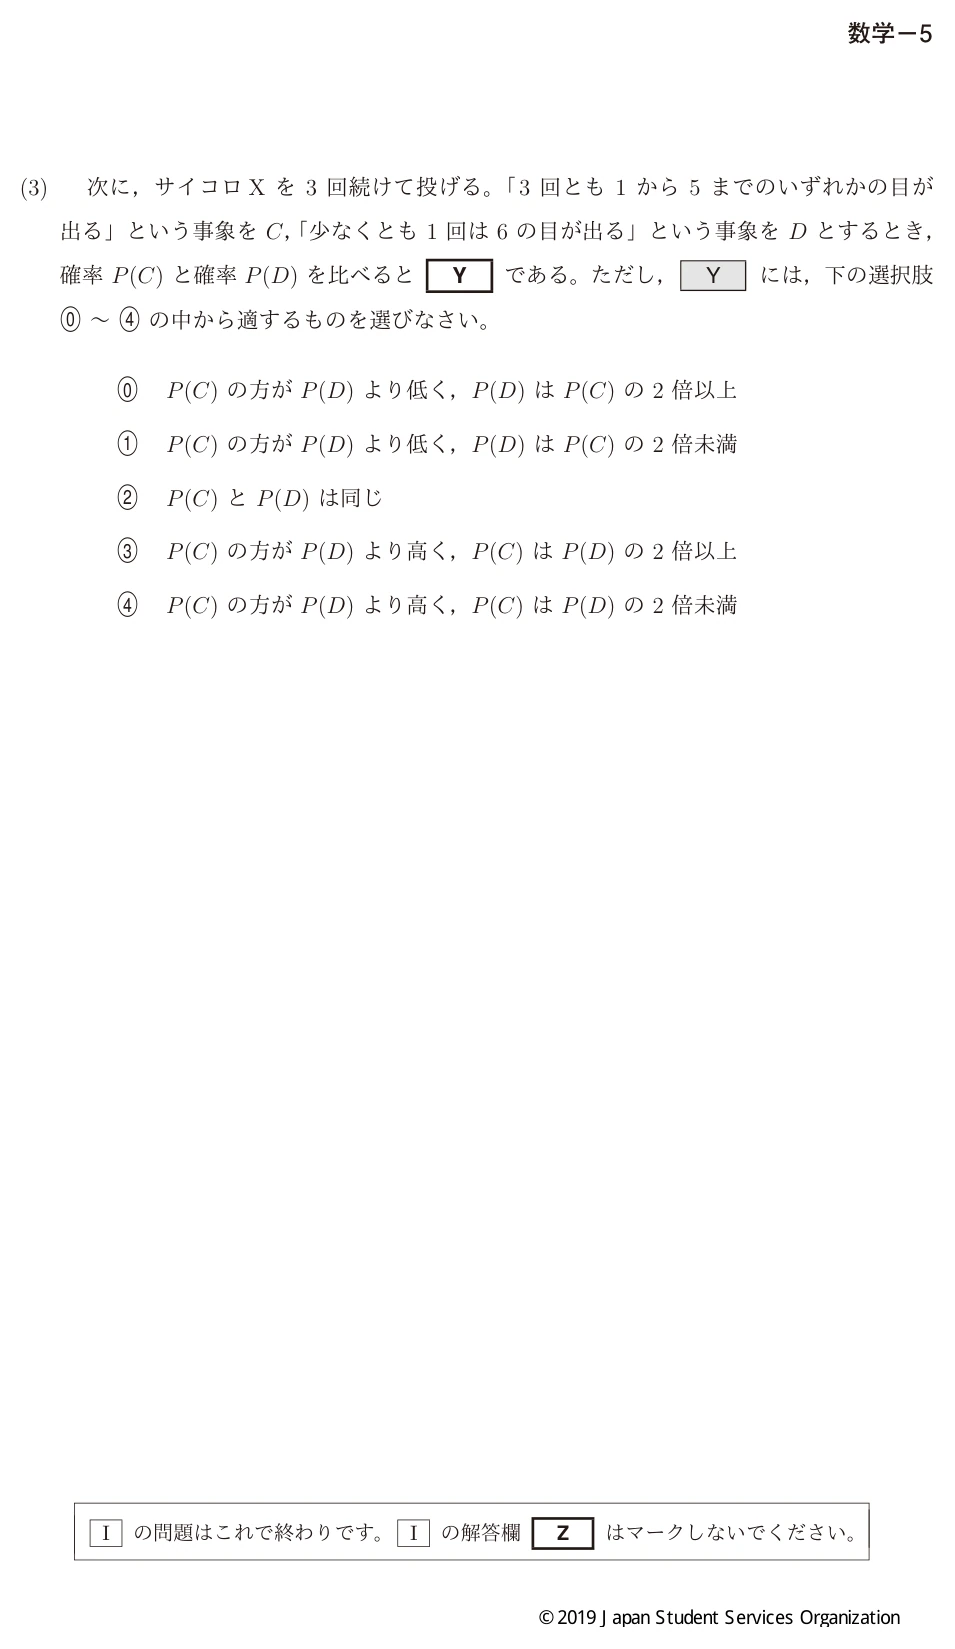 数学－5
(3) 次に，サイコロ X を 3 回続けて投げる。「3 回とも 1 から 5 までのいずれかの目が
出る」という事象を C，「少なくとも 1 回は 6 の目が出る」という事象を D とするとき，
確率 P(C) と確率 P(D) を比べると Y である。ただし， Y には，下の選択肢
⓪ ～ ④ の中から適するものを選びなさい。
⓪ P(C) の方が P(D) より低く，P(D) は P(C) の 2 倍以上
① P(C) の方が P(D) より低く，P(D) は P(C) の 2 倍未満
② P(C) と P(D) は同じ
③ P(C) の方が P(D) より高く，P(C) は P(D) の 2 倍以上
④ P(C) の方が P(D) より高く，P(C) は P(D) の 2 倍未満
I の問題はこれで終わりです。 I の解答欄 Z はマークしないでください。
© 2019 Japan Student Services Organization